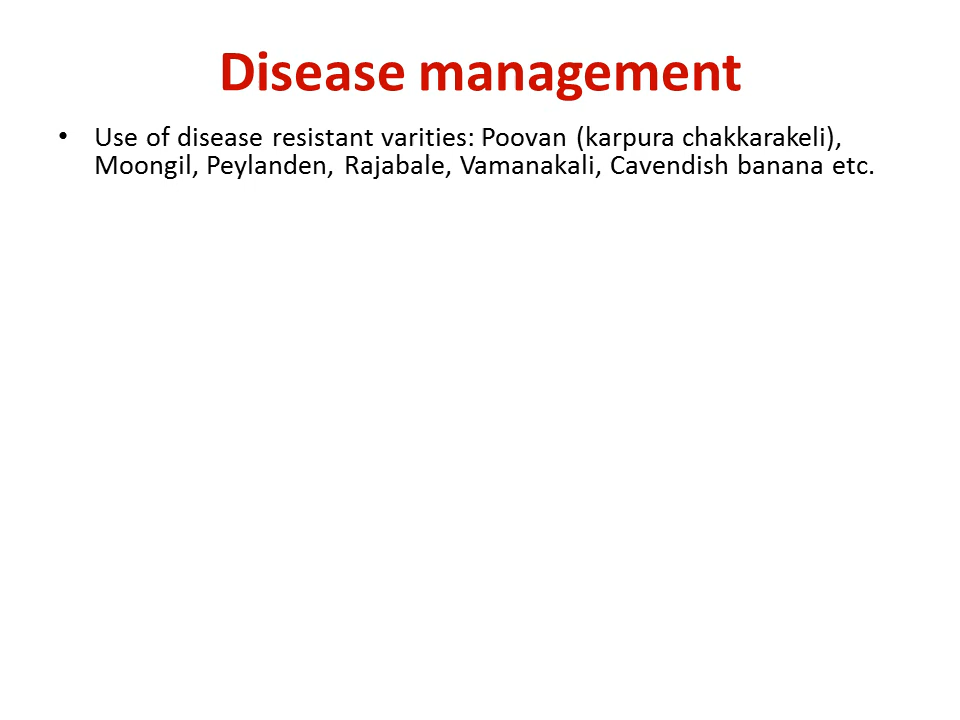 Disease management
• Use of disease resistant varities: Poovan (karpura chakkarakeli),
Moongil, Peylanden, Rajabale, Vamanakali, Cavendish banana etc.